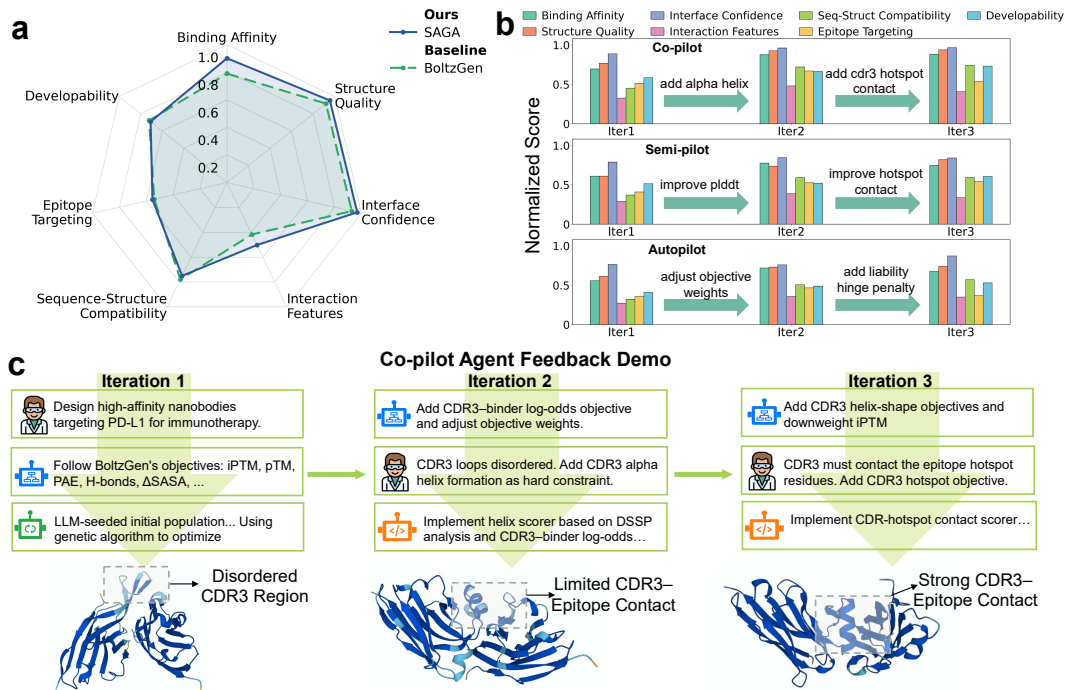 a
Ours
SAGA
Baseline
BoltzGen
Binding Affinity
Structure
Quality
Interface
Confidence
Interaction
Features
Sequence-Structure
Compatibility
Epitope
Targeting
Developability
1.0
0.8
0.6
0.4
0.2
b
Binding Affinity
Interface Confidence
Seq-Struct Compatibility
Developability
Structure Quality
Interaction Features
Epitope Targeting
Normalized Score
Co-pilot
1.0
0.5
0
add alpha helix
add cdr3 hotspot
contact
Iter1
Iter2
Iter3
Semi-pilot
1.0
0.5
0
improve plddt
improve hotspot
contact
Iter1
Iter2
Iter3
Autopilot
1.0
0.5
0
adjust objective
weights
add liability
hinge penalty
Iter1
Iter2
Iter3
c
Co-pilot Agent Feedback Demo
Iteration 1
Design high-affinity nanobodies
targeting PD-L1 for immunotherapy.
Follow BoltzGen's objectives: iPTM, pTM,
PAE, H-bonds, ΔSASA, ...
LLM-seeded initial population... Using
genetic algorithm to optimize
Disordered
CDR3 Region
Iteration 2
Add CDR3–binder log-odds objective
and adjust objective weights.
CDR3 loops disordered. Add CDR3 alpha
helix formation as hard constraint.
Implement helix scorer based on DSSP
analysis and CDR3–binder log-odds…
Limited CDR3–
Epitope Contact
Iteration 3
Add CDR3 helix-shape objectives and
downweight iPTM
CDR3 must contact the epitope hotspot
residues. Add CDR3 hotspot objective.
Implement CDR-hotspot contact scorer…
Strong CDR3–
Epitope Contact